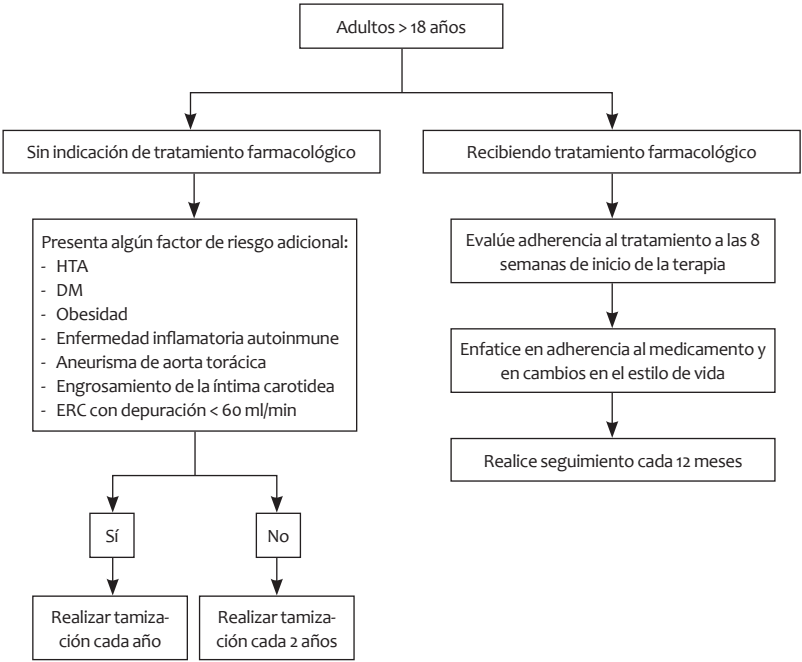 Adultos > 18 años
Sin indicación de tratamiento farmacológico
Recibiendo tratamiento farmacológico
Presenta algún factor de riesgo adicional:
- HTA
- DM
- Obesidad
- Enfermedad inflamatoria autoinmune
- Aneurisma de aorta torácica
- Engrosamiento de la íntima carotidea
- ERC con depuración < 60 ml/min
Evalúe adherencia al tratamiento a las 8
semanas de inicio de la terapia
Enfatice en adherencia al medicamento y
en cambios en el estilo de vida
Realice seguimiento cada 12 meses
Sí
No
Realizar tamiza-
ción cada año
Realizar tamiza-
ción cada 2 años